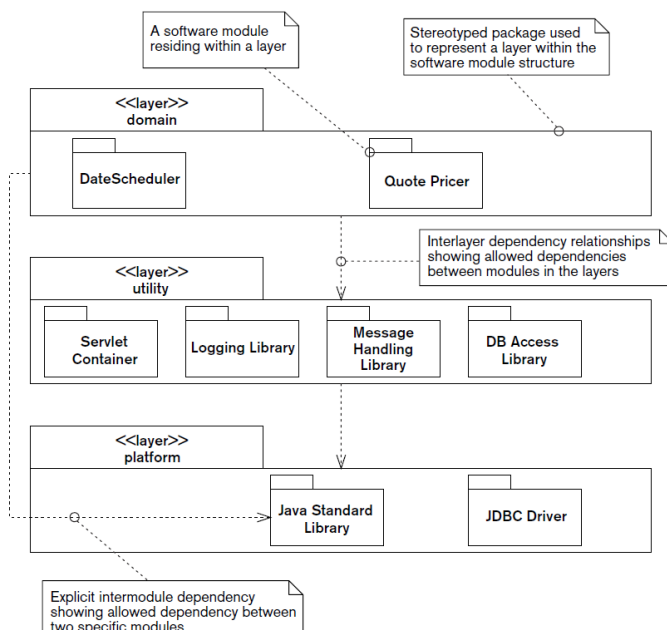 A software module
residing within a layer
Stereotyped package used
to represent a layer within the
software module structure
<<layer>>
domain
DateScheduler
Quote Pricer
Interlayer dependency relationships
showing allowed dependencies
between modules in the layers
<<layer>>
utility
Servlet
Container
Logging Library
Message
Handling
Library
DB Access
Library
<<layer>>
platform
Java Standard
Library
JDBC Driver
Explicit intermodule dependency
showing allowed dependency between
two specific modules